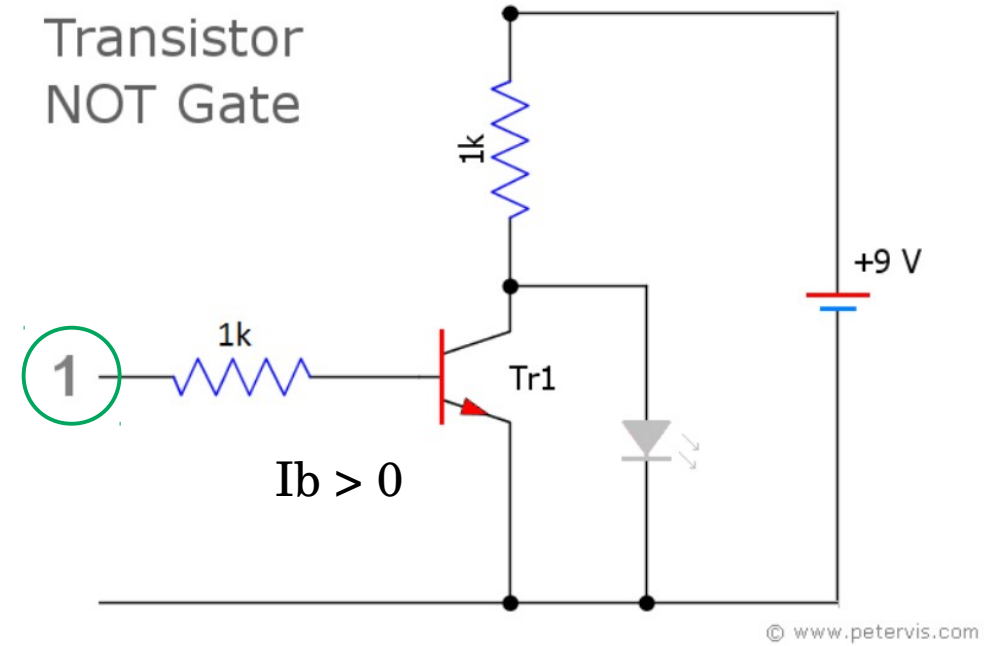 Transistor
NOT Gate
1k
+9 V
1k
1
Tr1
Ib > 0
© www.petervis.com